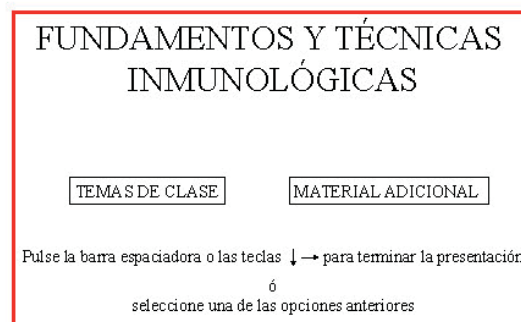 FUNDAMENTOS Y TÉCNICAS
INMUNOLÓGICAS
TEMAS DE CLASE
MATERIAL ADICIONAL
Pulse la barra espaciadora o las teclas ↓ → para terminar la presentación
ó
seleccione una de las opciones anteriores